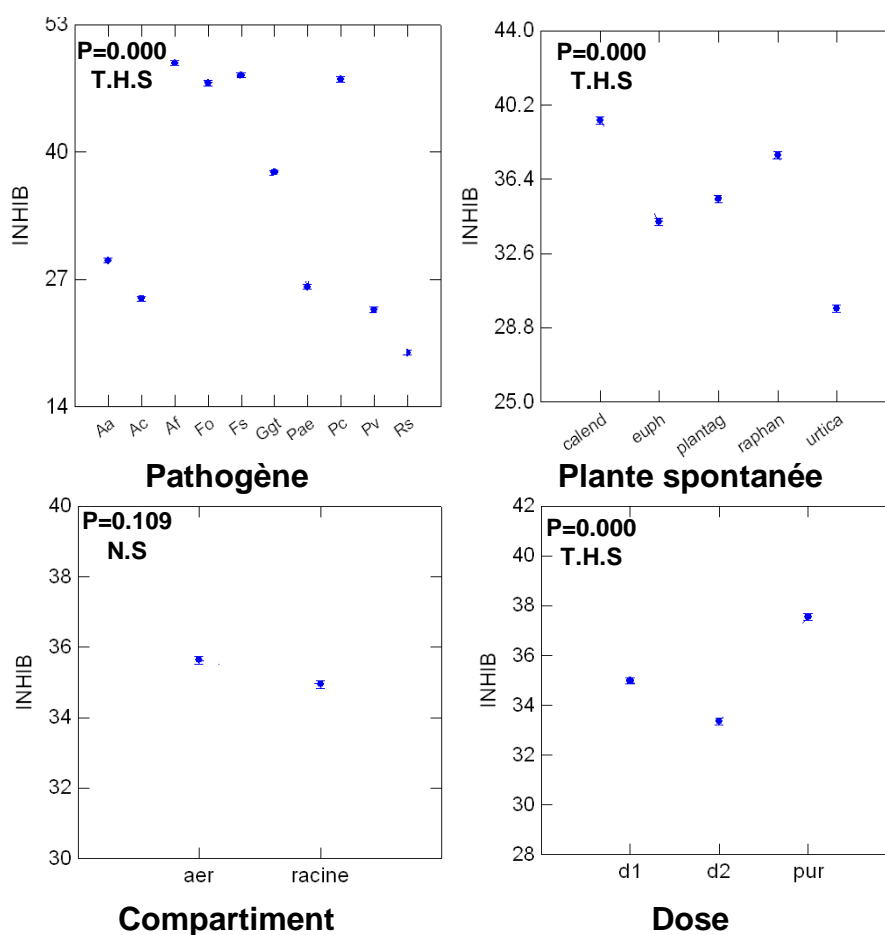 53
P=0.000
T.H.S
40
INHIB
27
14
Aa Ac Af Fo Fs Ggt Pae Pc Pv Rs
Pathogène
44.0
P=0.000
T.H.S
40.2
36.4
INHIB
32.6
28.8
25.0
calend euph plantag raphan urtica
Plante spontanée
40
P=0.109
N.S
38
36
INHIB
34
32
30
aer racine
Compartiment
42
P=0.000
T.H.S
40
38
35
INHIB
33
32
30
28
d1 d2 pur
Dose